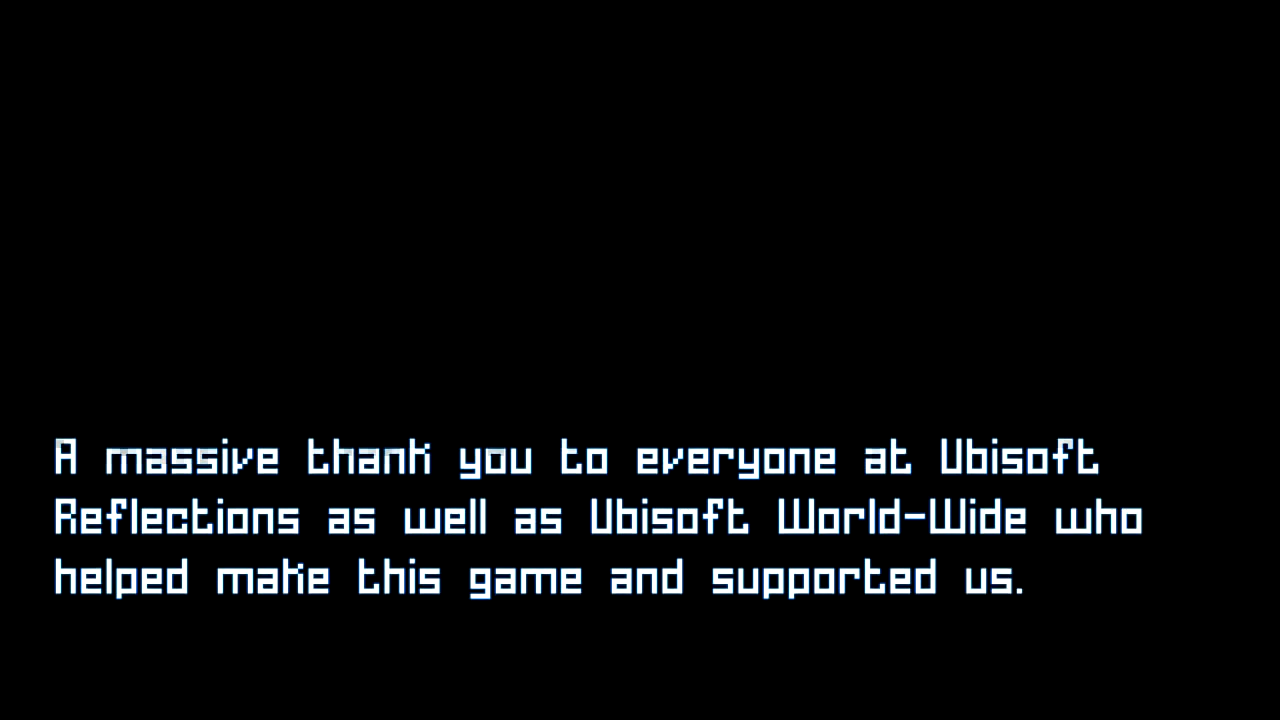 A massive thank you to everyone at Ubisoft
Reflections as well as Ubisoft World-Wide who
helped make this game and supported us.